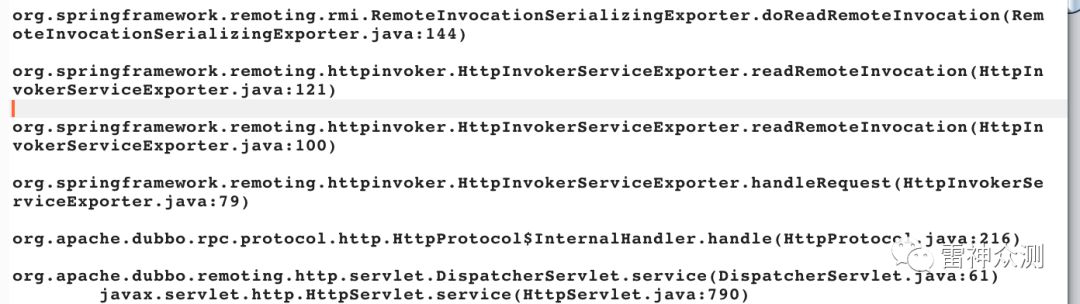 org.springframework.remoting.rmi.RemoteInvocationSerializingExporter.doReadRemoteInvocation(Rem
oteInvocationSerializingExporter.java:144)
org.springframework.remoting.httpinvoker.HttpInvokerServiceExporter.readRemoteInvocation(HttpIn
vokerServiceExporter.java:121)
org.springframework.remoting.httpinvoker.HttpInvokerServiceExporter.readRemoteInvocation(HttpIn
vokerServiceExporter.java:100)
org.springframework.remoting.httpinvoker.HttpInvokerServiceExporter.handleRequest(HttpInvokerSe
rviceExporter.java:79)
org.apache.dubbo.rpc.protocol.http.HttpProtocol$InternalHandler.handle(HttpProtocol.java:216)
雷神众测
org.apache.dubbo.remoting.http.servlet.DispatcherServlet.service(DispatcherServlet.java:61)
javax.servlet.http.HttpServlet.service(HttpServlet.java:790)